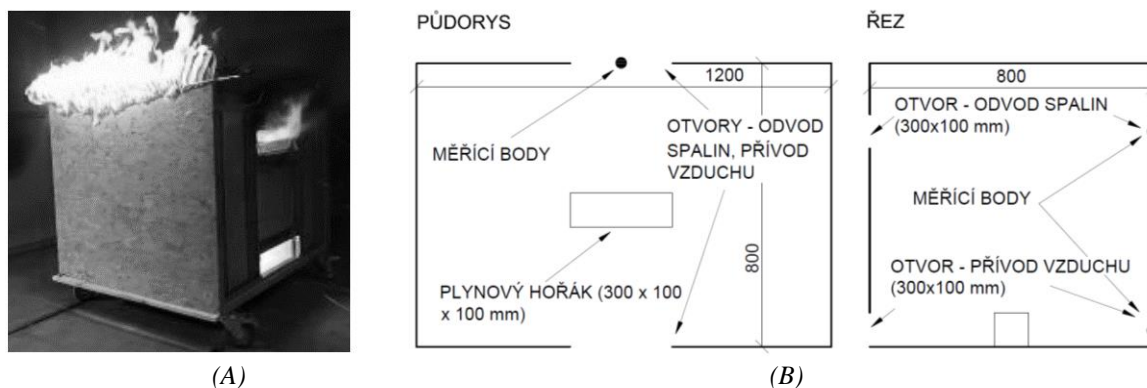 PŮDORYS
1200
MĚŘÍCÍ BODY
OTVORY - ODVOD
SPALIN, PŘÍVOD
VZDUCHU
800
PLYNOVÝ HOŘÁK (300 x 100
x 100 mm)
ŘEZ
800
OTVOR - ODVOD SPALIN
(300x100 mm)
MĚŘÍCÍ BODY
OTVOR - PŘÍVOD VZDUCHU
(300x100 mm)
(A)
(B)